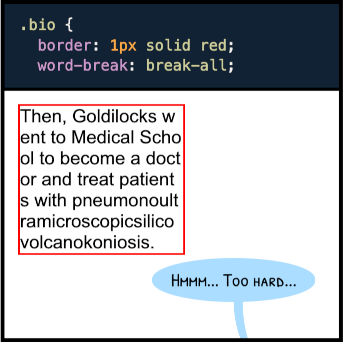 .bio {
border: 1px solid red;
word-break: break-all;
Then, Goldilocks w
ent to Medical Scho
ol to become a doct
or and treat patient
s with pneumonoult
ramicroscopicsilico
volcanokoniosis.
Hmmm... Too hard...